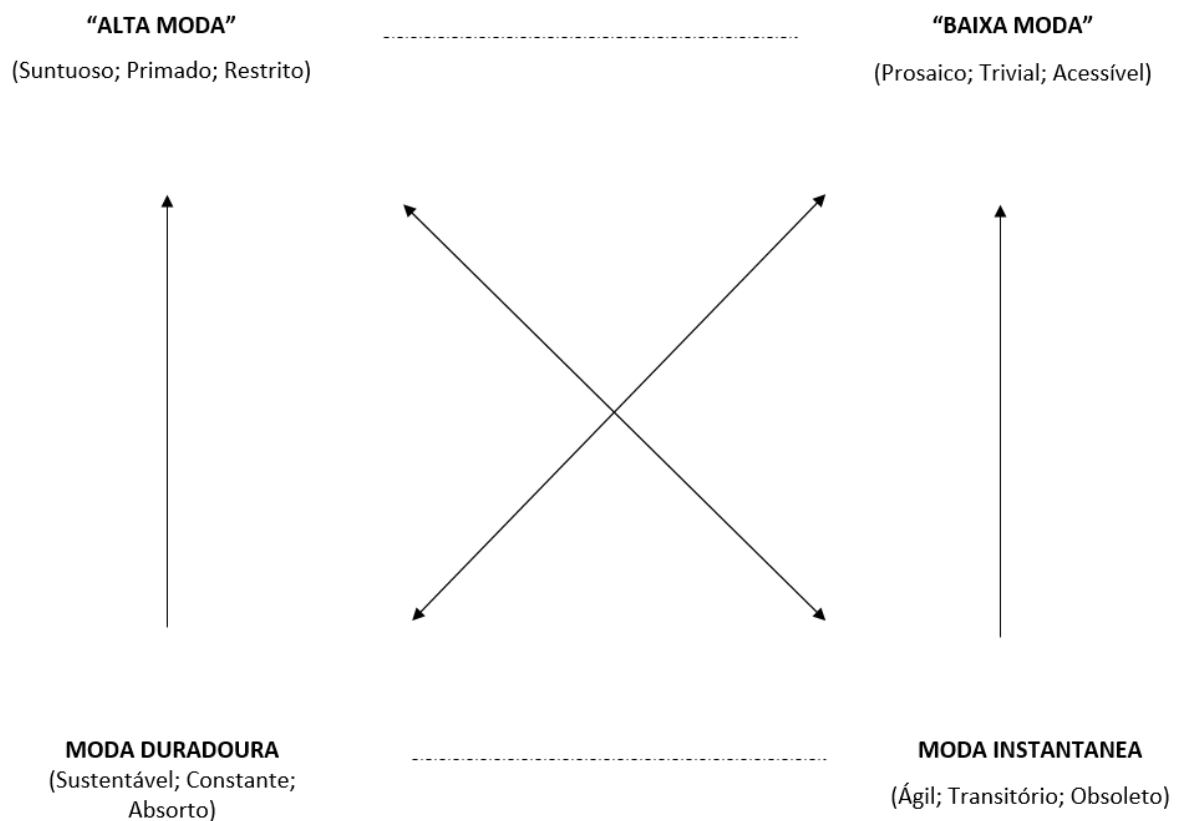 “ALTA MODA”
“BAIXA MODA”
(Suntuoso; Primado; Restrito)
(Prosaico; Trivial; Acessível)
MODA DURADOURA
(Sustentável; Constante;
Absorto)
MODA INSTANTANEA
(Ágil; Transitório; Obsoleto)